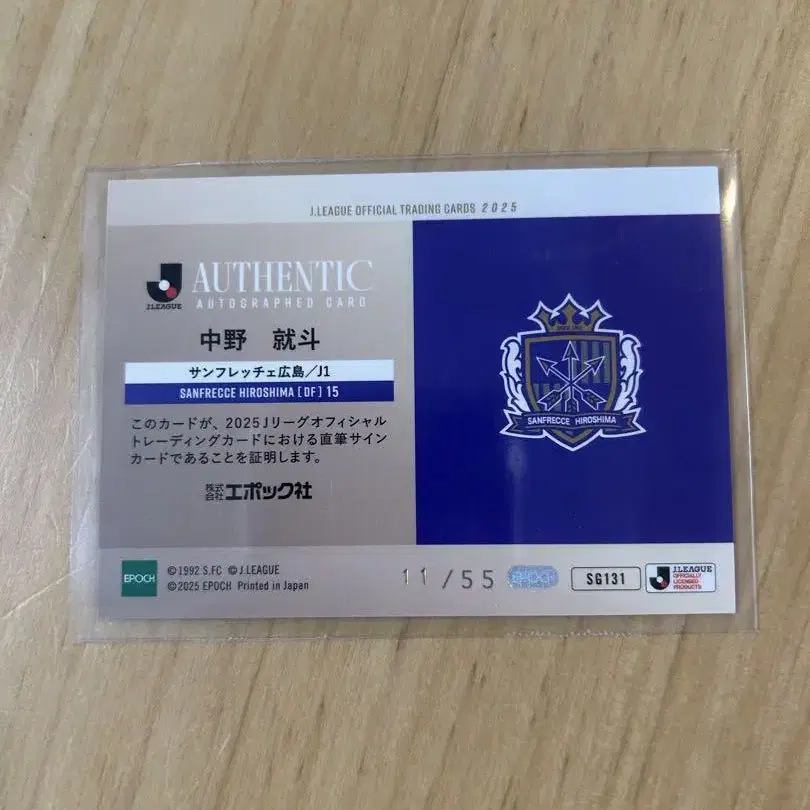 J.LEAGUE OFFICIAL TRADING CARDS 2025
J.LEAGUE
AUTHENTIC
AUTOGRAPHED CARD
中野 就斗
サンフレッチェ広島/J1
SANFRECCE HIROSHIMA [DF] 15
このカードが、2025Jリーグオフィシャル
トレーディングカードにおける直筆サイン
カードであることを証明します。
株式会社エポック社
SANFRECCE HIROSHIMA
EPOCH
©1992 S.FC ©J.LEAGUE
©2025 EPOCH Printed in Japan
11/55
EPOCH
SG131
J.LEAGUE
OFFICIALLY
LICENSED
PRODUCTS